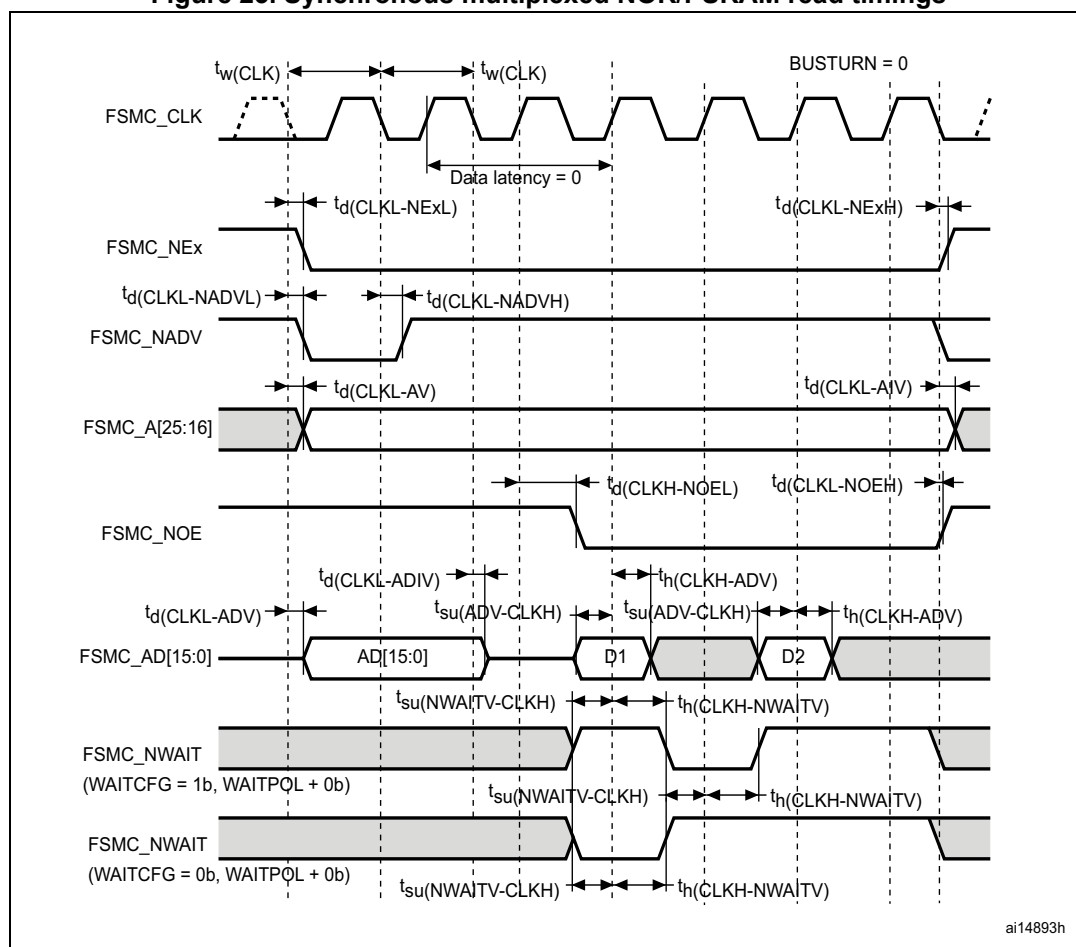 Figure 25. Synchronous multiplexed NOR/PSRAM read timings
tw(CLK) tw(CLK) BUSTURN = 0
FSMC_CLK
Data latency = 0
td(CLKL-NExL) td(CLKL-NExH)
FSMC_NEx
td(CLKL-NADVL) td(CLKL-NADVH)
FSMC_NADV
td(CLKL-AV) td(CLKL-AIV)
FSMC_A[25:16]
td(CLKH-NOEL) td(CLKL-NOEH)
FSMC_NOE
td(CLKL-ADIV) th(CLKH-ADV)
td(CLKL-ADV) tsu(ADV-CLKH) tsu(ADV-CLKH) th(CLKH-ADV)
FSMC_AD[15:0] AD[15:0] D1 D2
tsu(NWAITV-CLKH) th(CLKH-NWAITV)
FSMC_NWAIT
(WAITCFG = 1b, WAITPOL + 0b)
tsu(NWAITV-CLKH) th(CLKH-NWAITV)
FSMC_NWAIT
(WAITCFG = 0b, WAITPOL + 0b)
tsu(NWAITV-CLKH) th(CLKH-NWAITV)
ai14893h